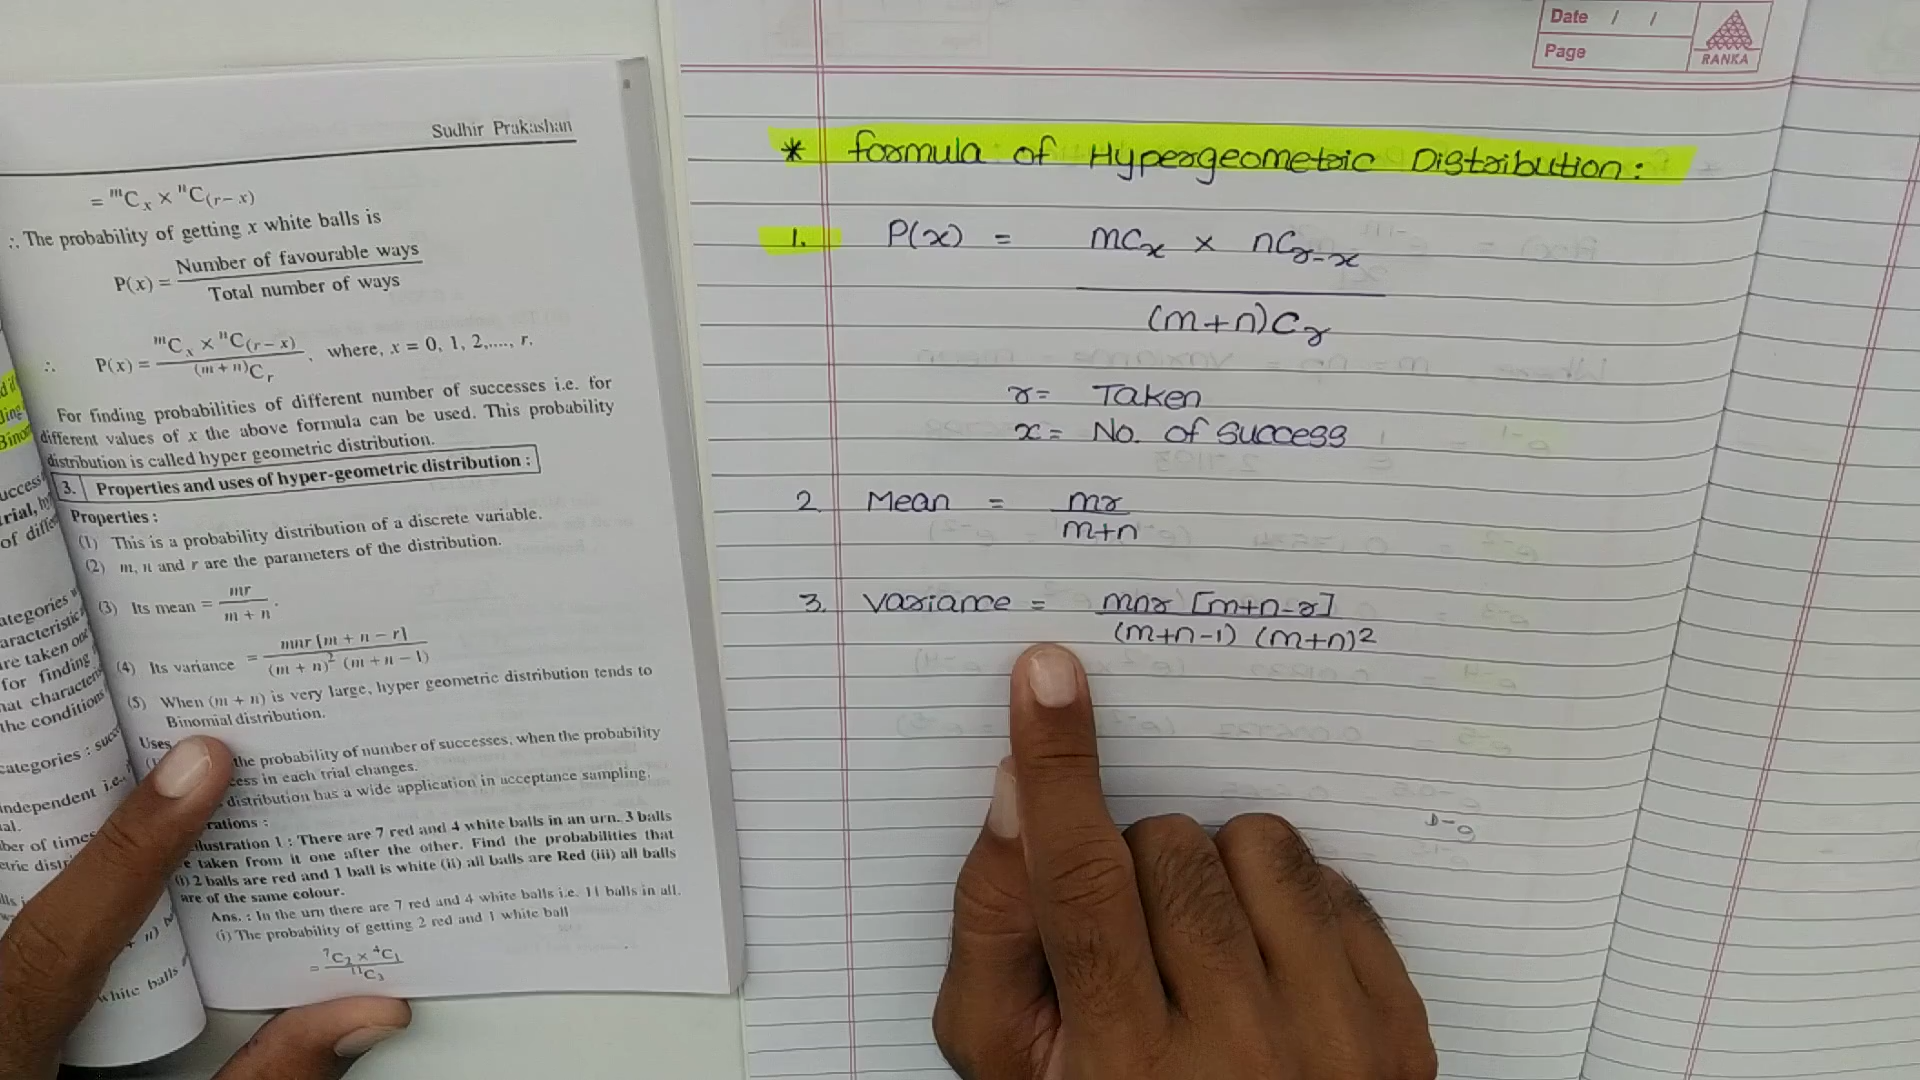 Sudhir Prakashan
= ᵐCₓ × ⁿC₍ᵣ₋ₓ₎
∴ The probability of getting x white balls is
P(x) = Number of favourable ways / Total number of ways
∴ P(x) = ᵐCₓ × ⁿC₍ᵣ₋ₓ₎ / ⁽ᵐ⁺ⁿ⁾Cᵣ , where, x = 0, 1, 2,...., r.
For finding probabilities of different number of successes i.e. for
different values of x the above formula can be used. This probability
distribution is called hyper geometric distribution.
3. Properties and uses of hyper-geometric distribution :
Properties :
(1) This is a probability distribution of a discrete variable.
(2) m, n and r are the parameters of the distribution.
(3) Its mean = mr / m + n .
(4) Its variance = mnr [m + n − r] / (m + n)² (m + n − 1)
(5) When (m + n) is very large, hyper geometric distribution tends to
Binomial distribution.
Uses
the probability of number of successes, when the probability
in each trial changes.
distribution has a wide application in acceptance sampling.
: There are 7 red and 4 white balls in an urn. 3 balls
taken from it one after the other. Find the probabilities that
(i) 2 balls are red and 1 ball is white (ii) all balls are Red (iii) all balls
are of the same colour.
Ans. : In the urn there are 7 red and 4 white balls i.e. 11 balls in all.
(i) The probability of getting 2 red and 1 white ball
= ⁷C₂ × ⁴C₁ / ¹¹C₃
Date / /
Page
RANKA
* Formula of Hypergeometric Distribution :
1. P(x) = mCₓ × nCᵣ₋ₓ / (m+n)Cᵣ
r = Taken
x = No. of success
2. Mean = mr / m+n
3. Variance = mnr [m+n-r] / (m+n-1) (m+n)²